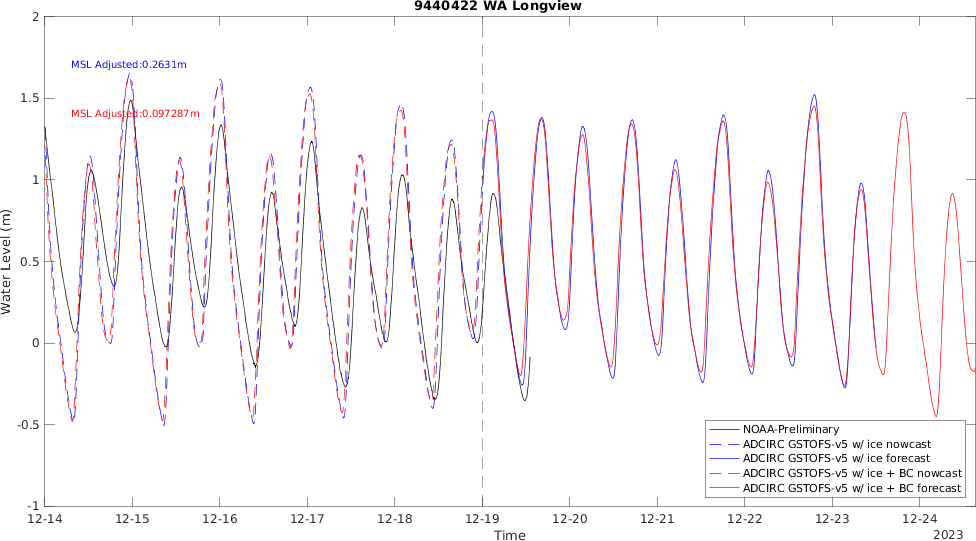 9440422 WA Longview
MSL Adjusted:0.2631m
MSL Adjusted:0.097287m
Water Level (m)
2
1.5
1
0.5
0
-0.5
-1
12-14 12-15 12-16 12-17 12-18 12-19 12-20 12-21 12-22 12-23 12-24
Time
2023
NOAA-Preliminary
ADCIRC GSTOFS-v5 w/ ice nowcast
ADCIRC GSTOFS-v5 w/ ice forecast
ADCIRC GSTOFS-v5 w/ ice + BC nowcast
ADCIRC GSTOFS-v5 w/ ice + BC forecast